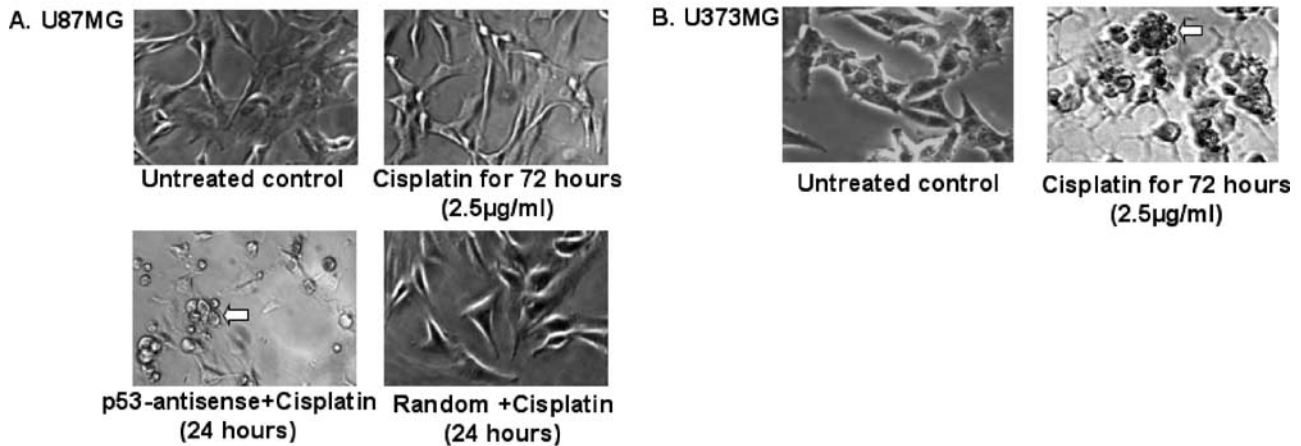 A. U87MG
B. U373MG
Untreated control
Cisplatin for 72 hours
(2.5µg/ml)
Untreated control
Cisplatin for 72 hours
(2.5µg/ml)
p53-antisense+Cisplatin
(24 hours)
Random +Cisplatin
(24 hours)